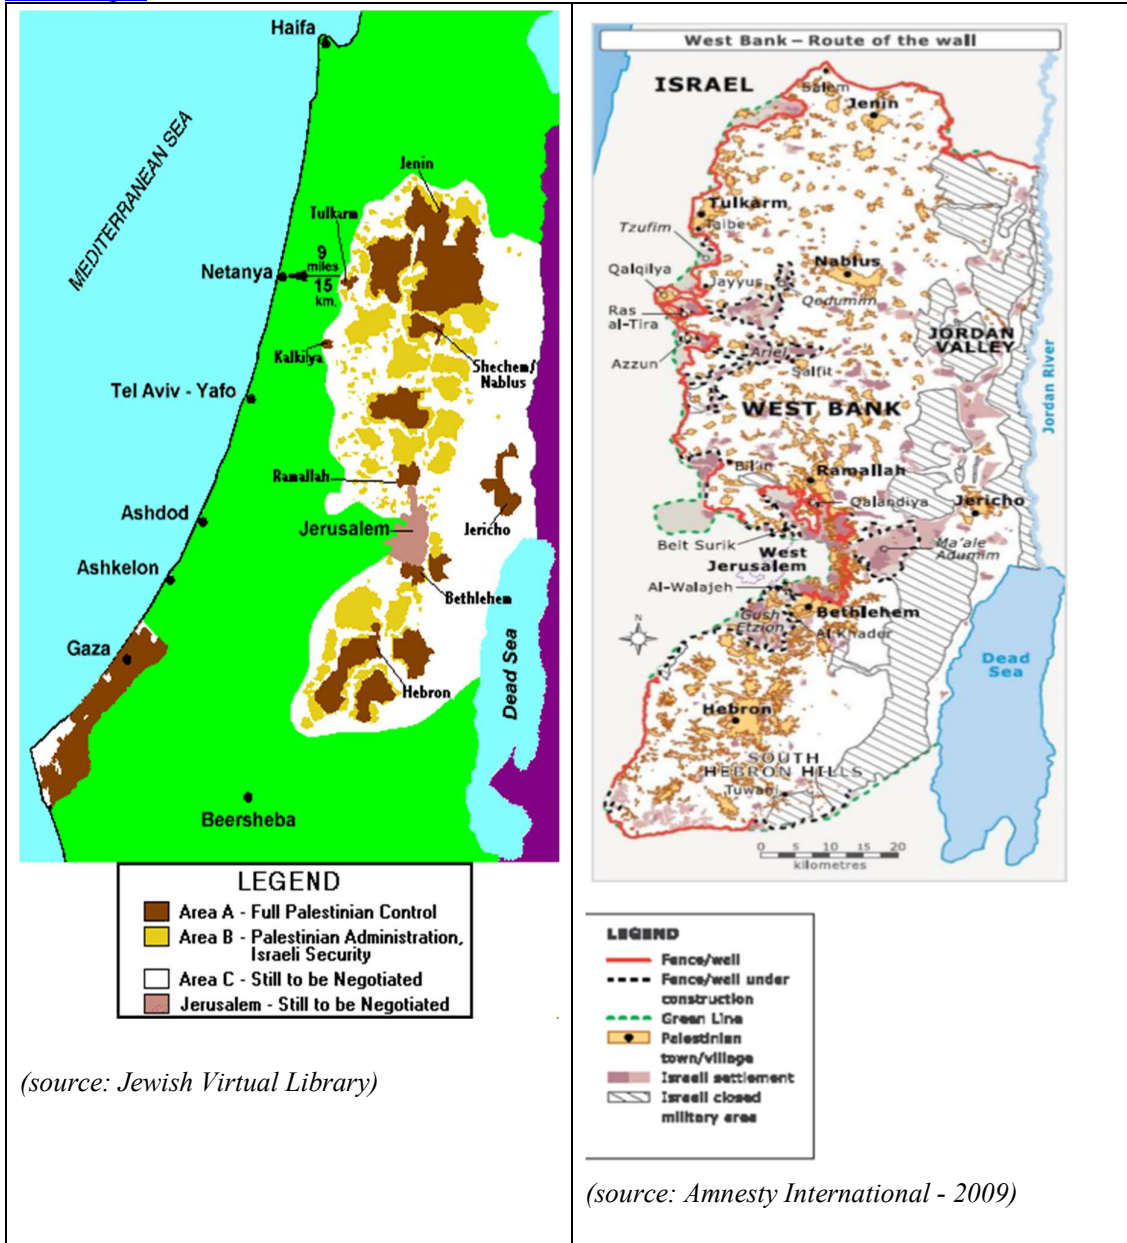 Haifa
MEDITERRANEAN SEA
Jenin
Tulkarm
9
miles
15
km.
Netanya
Kalkilya
Shechem/
Nablus
Tel Aviv - Yafo
Ramallah
Ashdod
Jerusalem
Jericho
Ashkelon
Bethlehem
Gaza
Hebron
Dead Sea
Beersheba
LEGEND
Area A - Full Palestinian Control
Area B - Palestinian Administration,
Israeli Security
Area C - Still to be Negotiated
Jerusalem - Still to be Negotiated
(source: Jewish Virtual Library)
West Bank – Route of the wall
ISRAEL
Salem
Jenin
Tulkarm
Taibe
Tzufim
Nablus
Qalqilya
Jayyus
Qedumim
Ras
al-Tira
JORDAN
VALLEY
Azzun
Ariel
Salfit
Jordan River
WEST BANK
Bil'in
Ramallah
Qalandiya
Jericho
Beit Surik
West
Jerusalem
Ma'ale
Adumim
Al-Walajeh
Bethlehem
Gush
Etzion
Al Khader
N
Dead
Sea
Hebron
SOUTH
HEBRON HILLS
Tuwani
0 5 10 15 20
kilometres
LEGEND
Fence/wall
Fence/wall under
construction
Green Line
Palestinian
town/village
Israeli settlement
Israeli closed
military area
(source: Amnesty International - 2009)